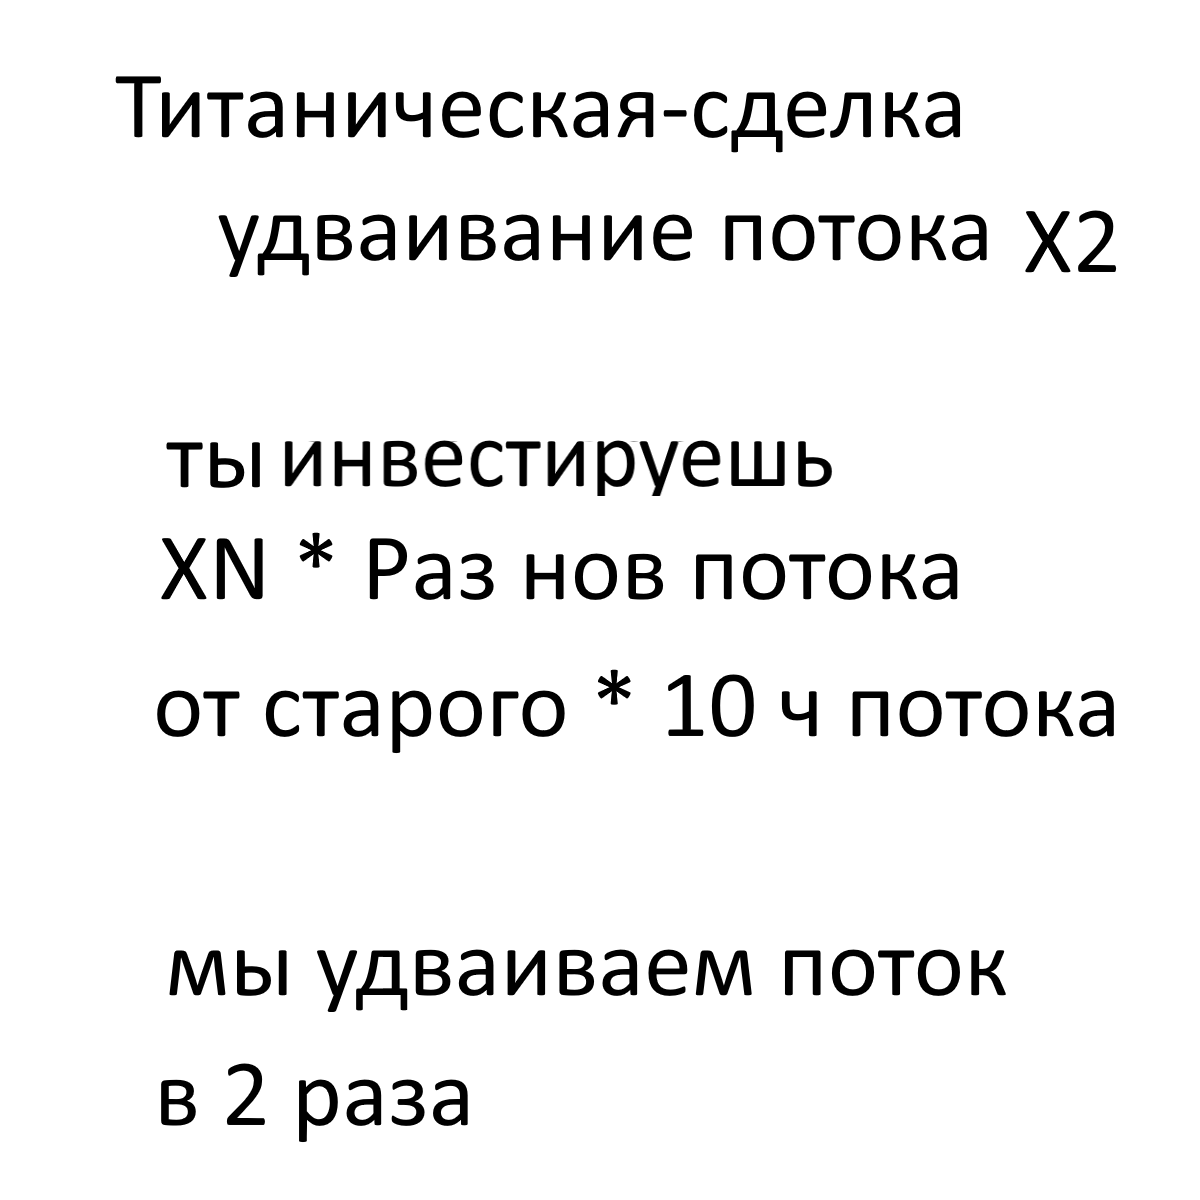 Титаническая-сделка
удваивание потока X2
ты инвестируешь
XN * Раз нов потока
от старого * 10 ч потока
мы удваиваем поток
в 2 раза